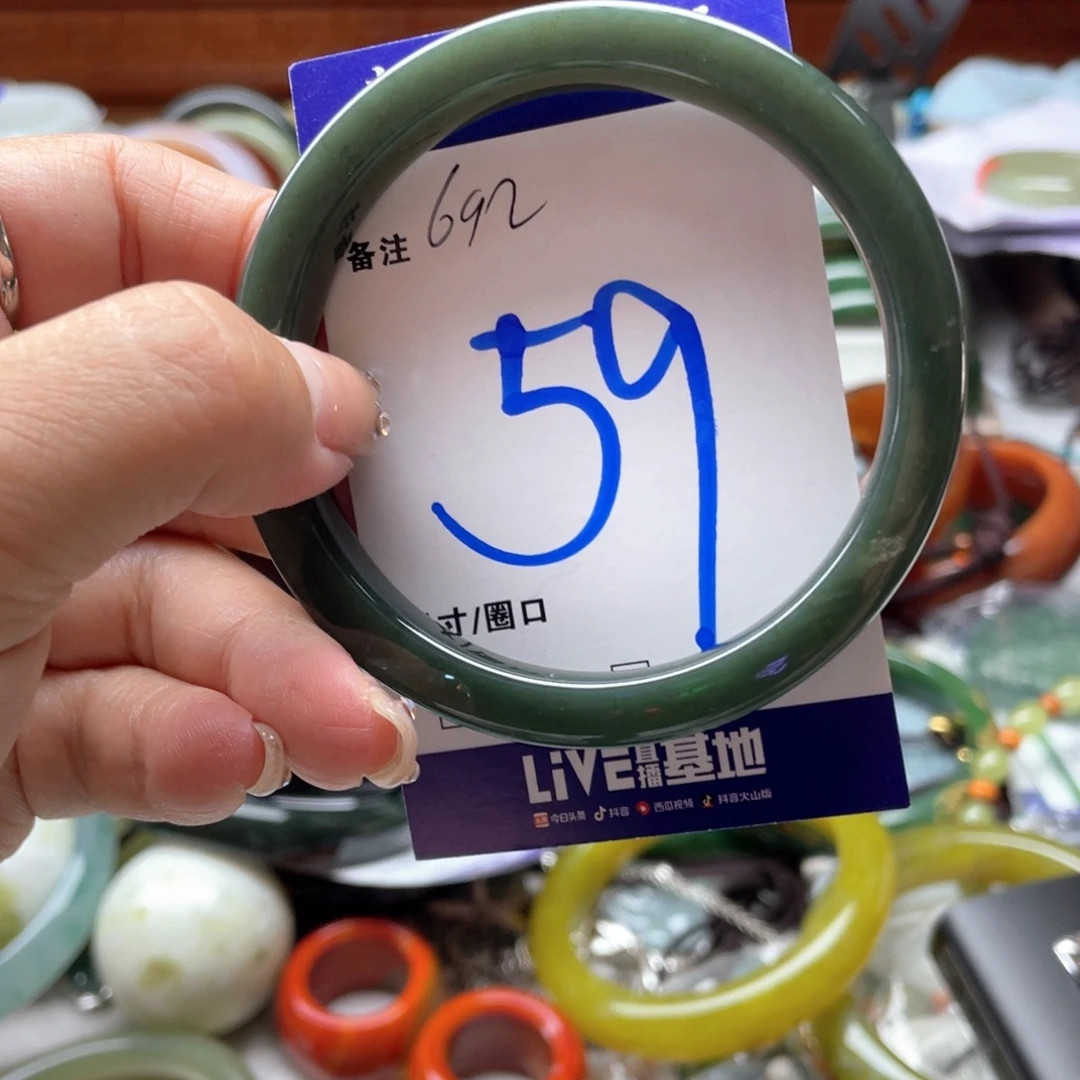 备注 692
59
寸/圈口
LiVE直播基地
今日头条 抖音 西瓜视频 抖音火山版